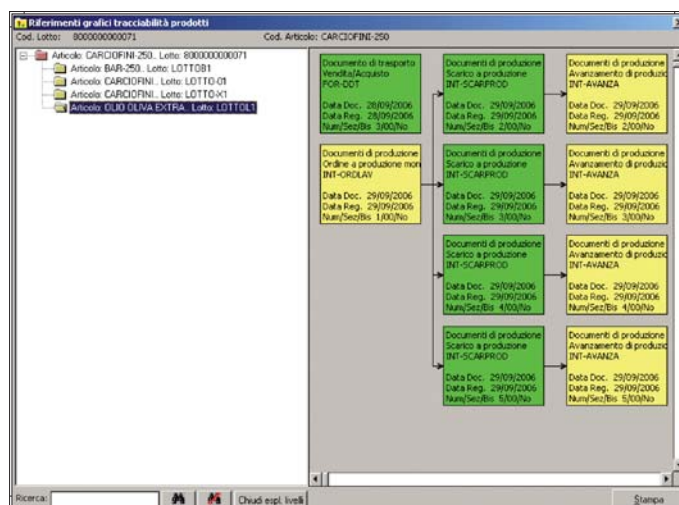 Riferimenti grafici tracciabilità prodotti
Cod. Lotto: 8000000000071 Cod. Articolo: CARCIOFINI-250
Articolo: CARCIOFINI-250.. Lotto: 8000000000071
Articolo: BAR-250.. Lotto: LOTTOB1
Articolo: CARCIOFINI.. Lotto: LOTTO-01
Articolo: CARCIOFINI.. Lotto: LOTTO-X1
Articolo: OLIO OLIVA EXTRA.. Lotto: LOTTOL1
Documento di trasporto
Vendita/Acquisto
FOR-DDT
Data Doc. 28/09/2006
Data Reg. 28/09/2006
Num/Sez/Bis 3/00/No
Documenti di produzione
Scarico a produzione
INT-SCARPROD
Data Doc. 29/09/2006
Data Reg. 29/09/2006
Num/Sez/Bis 2/00/No
Documenti di produzione
Avanzamento di produzic
INT-AVANZA
Data Doc. 29/09/2006
Data Reg. 29/09/2006
Num/Sez/Bis 2/00/No
Documenti di produzione
Ordine a produzione mon
INT-ORDLAV
Data Doc. 29/09/2006
Data Reg. 29/09/2006
Num/Sez/Bis 1/00/No
Documenti di produzione
Scarico a produzione
INT-SCARPROD
Data Doc. 29/09/2006
Data Reg. 29/09/2006
Num/Sez/Bis 3/00/No
Documenti di produzione
Avanzamento di produzic
INT-AVANZA
Data Doc. 29/09/2006
Data Reg. 29/09/2006
Num/Sez/Bis 3/00/No
Documenti di produzione
Scarico a produzione
INT-SCARPROD
Data Doc. 29/09/2006
Data Reg. 29/09/2006
Num/Sez/Bis 4/00/No
Documenti di produzione
Avanzamento di produzic
INT-AVANZA
Data Doc. 29/09/2006
Data Reg. 29/09/2006
Num/Sez/Bis 4/00/No
Documenti di produzione
Scarico a produzione
INT-SCARPROD
Data Doc. 29/09/2006
Data Reg. 29/09/2006
Num/Sez/Bis 5/00/No
Documenti di produzione
Avanzamento di produzic
INT-AVANZA
Data Doc. 29/09/2006
Data Reg. 29/09/2006
Num/Sez/Bis 5/00/No
Ricerca: Chiudi espl. livelli Stampa